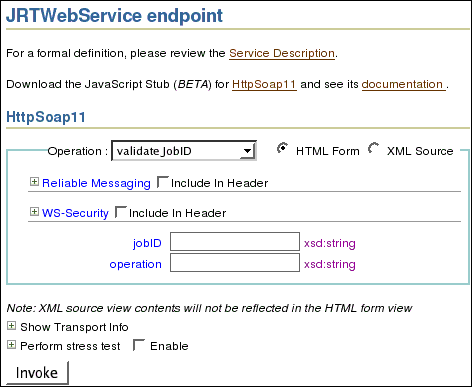 JRTWebService endpoint
For a formal definition, please review the Service Description.
Download the JavaScript Stub (BETA) for HttpSoap11 and see its documentation .
HttpSoap11
Operation : validateJobID HTML Form XML Source
Reliable Messaging Include In Header
WS-Security Include In Header
jobID xsd:string
operation xsd:string
Note: XML source view contents will not be reflected in the HTML form view
Show Transport Info
Perform stress test Enable
Invoke